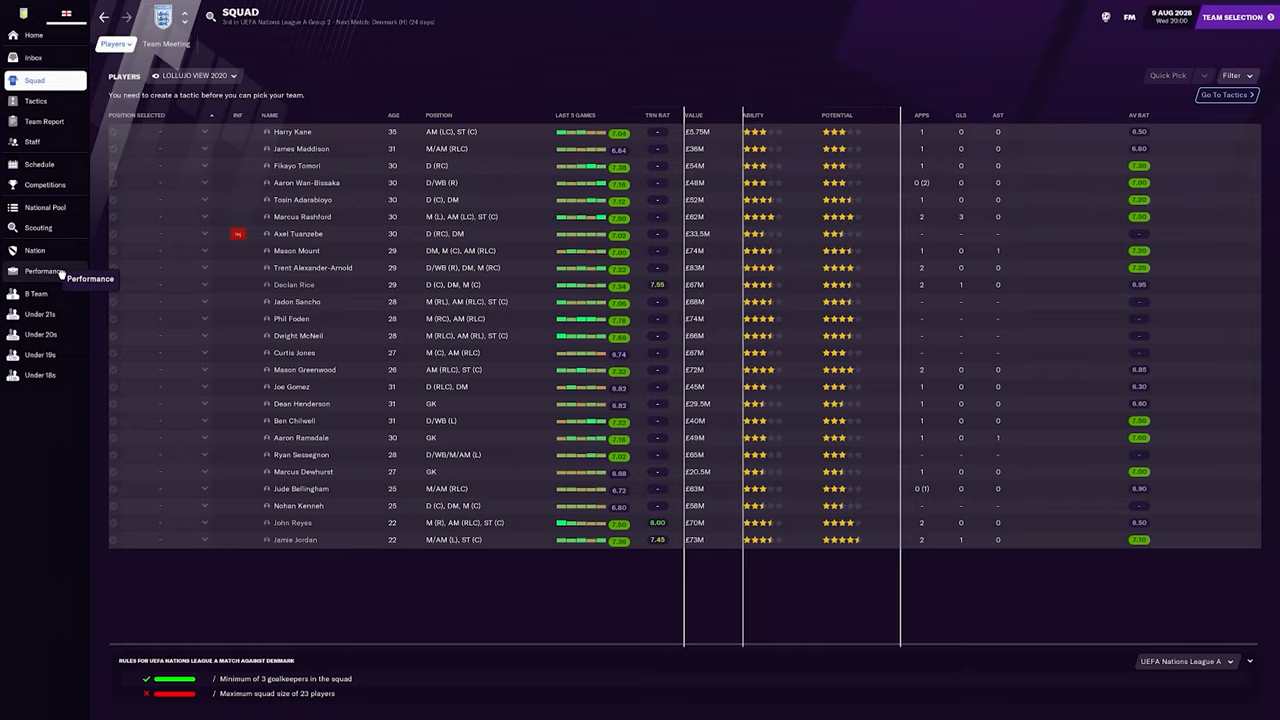 SQUAD
3rd in UEFA Nations League A Group 2 - Next Match: Denmark (H) (24 days)
FM
9 AUG 2028
Wed 20:00
TEAM SELECTION
Home
Inbox
Squad
Tactics
Team Report
Staff
Schedule
Competitions
National Pool
Scouting
Nation
Performance
Performance
B Team
Under 21s
Under 20s
Under 19s
Under 18s
Players
Team Meeting
PLAYERS
LOLLUJO VIEW 2020
Quick Pick
Filter
You need to create a tactic before you can pick your team.
Go To Tactics >
POSITION SELECTED INF NAME AGE POSITION LAST 5 GAMES TRN RAT VALUE ABILITY POTENTIAL APPS GLS AST AV RAT
- Harry Kane 35 AM (LC), ST (C) 7.04 - £5.75M 1 0 0 6.50
- James Maddison 31 M/AM (RLC) 6.84 - £36M 1 0 0 6.80
- Fikayo Tomori 30 D (RC) 7.38 - £54M 1 0 0 7.30
- Aaron Wan-Bissaka 30 D/WB (R) 7.16 - £48M 0 (2) 0 0 7.00
- Tosin Adarabioyo 30 D (C), DM 7.12 - £52M 1 0 0 7.20
- Marcus Rashford 30 M (L), AM (LC), ST (C) 7.50 - £62M 2 3 0 7.50
- Inj Axel Tuanzebe 30 D (RC), DM 7.02 - £33.5M - - - -
- Mason Mount 29 DM, M (C), AM (RLC) 7.00 - £74M 1 0 1 7.20
- Trent Alexander-Arnold 29 D/WB (R), DM, M (RC) 7.22 - £83M 2 0 0 7.25
- Declan Rice 29 D (C), DM, M (C) 7.34 7.55 £67M 2 1 0 6.95
- Jadon Sancho 28 M (RL), AM (RLC), ST (C) 7.06 - £68M - - - -
- Phil Foden 28 M (RC), AM (RLC) 7.78 - £74M - - - -
- Dwight McNeil 28 M (RLC), AM (RL), ST (C) 7.88 - £66M - - - -
- Curtis Jones 27 M (C), AM (RLC) 6.74 - £67M - - - -
- Mason Greenwood 26 AM (RLC), ST (C) 7.32 - £72M 2 0 0 6.85
- Joe Gomez 31 D (RLC), DM 6.82 - £45M 1 0 0 6.30
- Dean Henderson 31 GK 6.82 - £29.5M 1 0 0 6.60
- Ben Chilwell 31 D/WB (L) 7.22 - £40M 1 0 0 7.50
- Aaron Ramsdale 30 GK 7.16 - £49M 1 0 1 7.60
- Ryan Sessegnon 28 D/WB/M/AM (L) 7.02 - £65M - - - -
- Marcus Dewhurst 27 GK 6.68 - £20.5M 1 0 0 7.00
- Jude Bellingham 25 M/AM (RLC) 6.72 - £63M 0 (1) 0 0 6.90
- Nohan Kenneh 25 D (C), DM, M (C) 6.80 - £58M - - - -
- John Reyes 22 M (R), AM (RLC), ST (C) 7.50 8.00 £70M 2 0 0 6.50
- Jamie Jordan 22 M/AM (L), ST (C) 7.36 7.45 £73M 2 1 0 7.10
RULES FOR UEFA NATIONS LEAGUE A MATCH AGAINST DENMARK
UEFA Nations League A
/ Minimum of 3 goalkeepers in the squad
/ Maximum squad size of 23 players